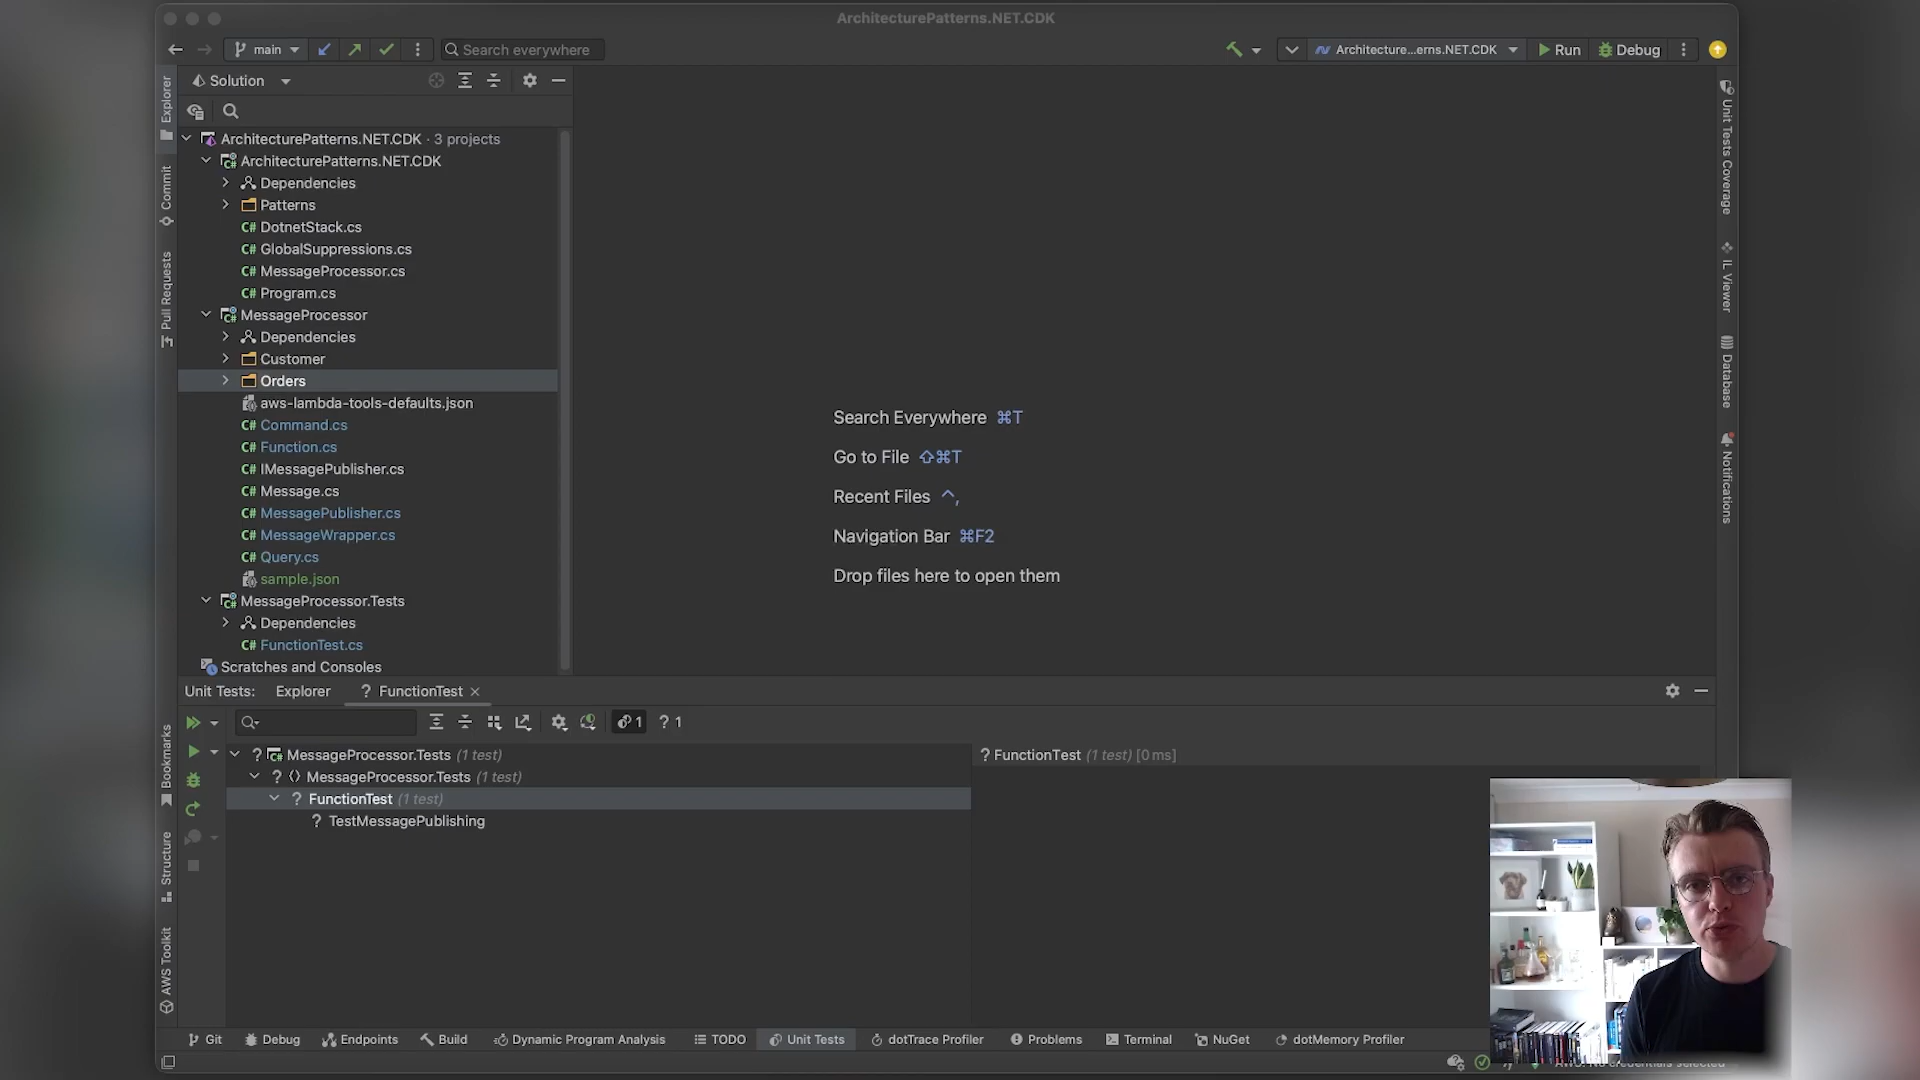 ArchitecturePatterns.NET.CDK
main
Search everywhere
Architecture...erns.NET.CDK
Run
Debug
Solution
Explorer
Commit
Pull Requests
Bookmarks
Structure
AWS Toolkit
ArchitecturePatterns.NET.CDK · 3 projects
ArchitecturePatterns.NET.CDK
Dependencies
Patterns
C# DotnetStack.cs
C# GlobalSuppressions.cs
C# MessageProcessor.cs
C# Program.cs
MessageProcessor
Dependencies
Customer
Orders
aws-lambda-tools-defaults.json
C# Command.cs
C# Function.cs
C# IMessagePublisher.cs
C# Message.cs
C# MessagePublisher.cs
C# MessageWrapper.cs
C# Query.cs
sample.json
MessageProcessor.Tests
Dependencies
C# FunctionTest.cs
Scratches and Consoles
Search Everywhere ⌘T
Go to File ⇧⌘T
Recent Files ⌃,
Navigation Bar ⌘F2
Drop files here to open them
Unit Tests Coverage
IL Viewer
Database
Notifications
Unit Tests: Explorer ? FunctionTest ×
1 ? 1
? MessageProcessor.Tests (1 test)
? MessageProcessor.Tests (1 test)
? FunctionTest (1 test)
? TestMessagePublishing
? FunctionTest (1 test) [0 ms]
Git Debug Endpoints Build Dynamic Program Analysis TODO Unit Tests dotTrace Profiler Problems Terminal NuGet dotMemory Profiler
AWS: No credentials selected